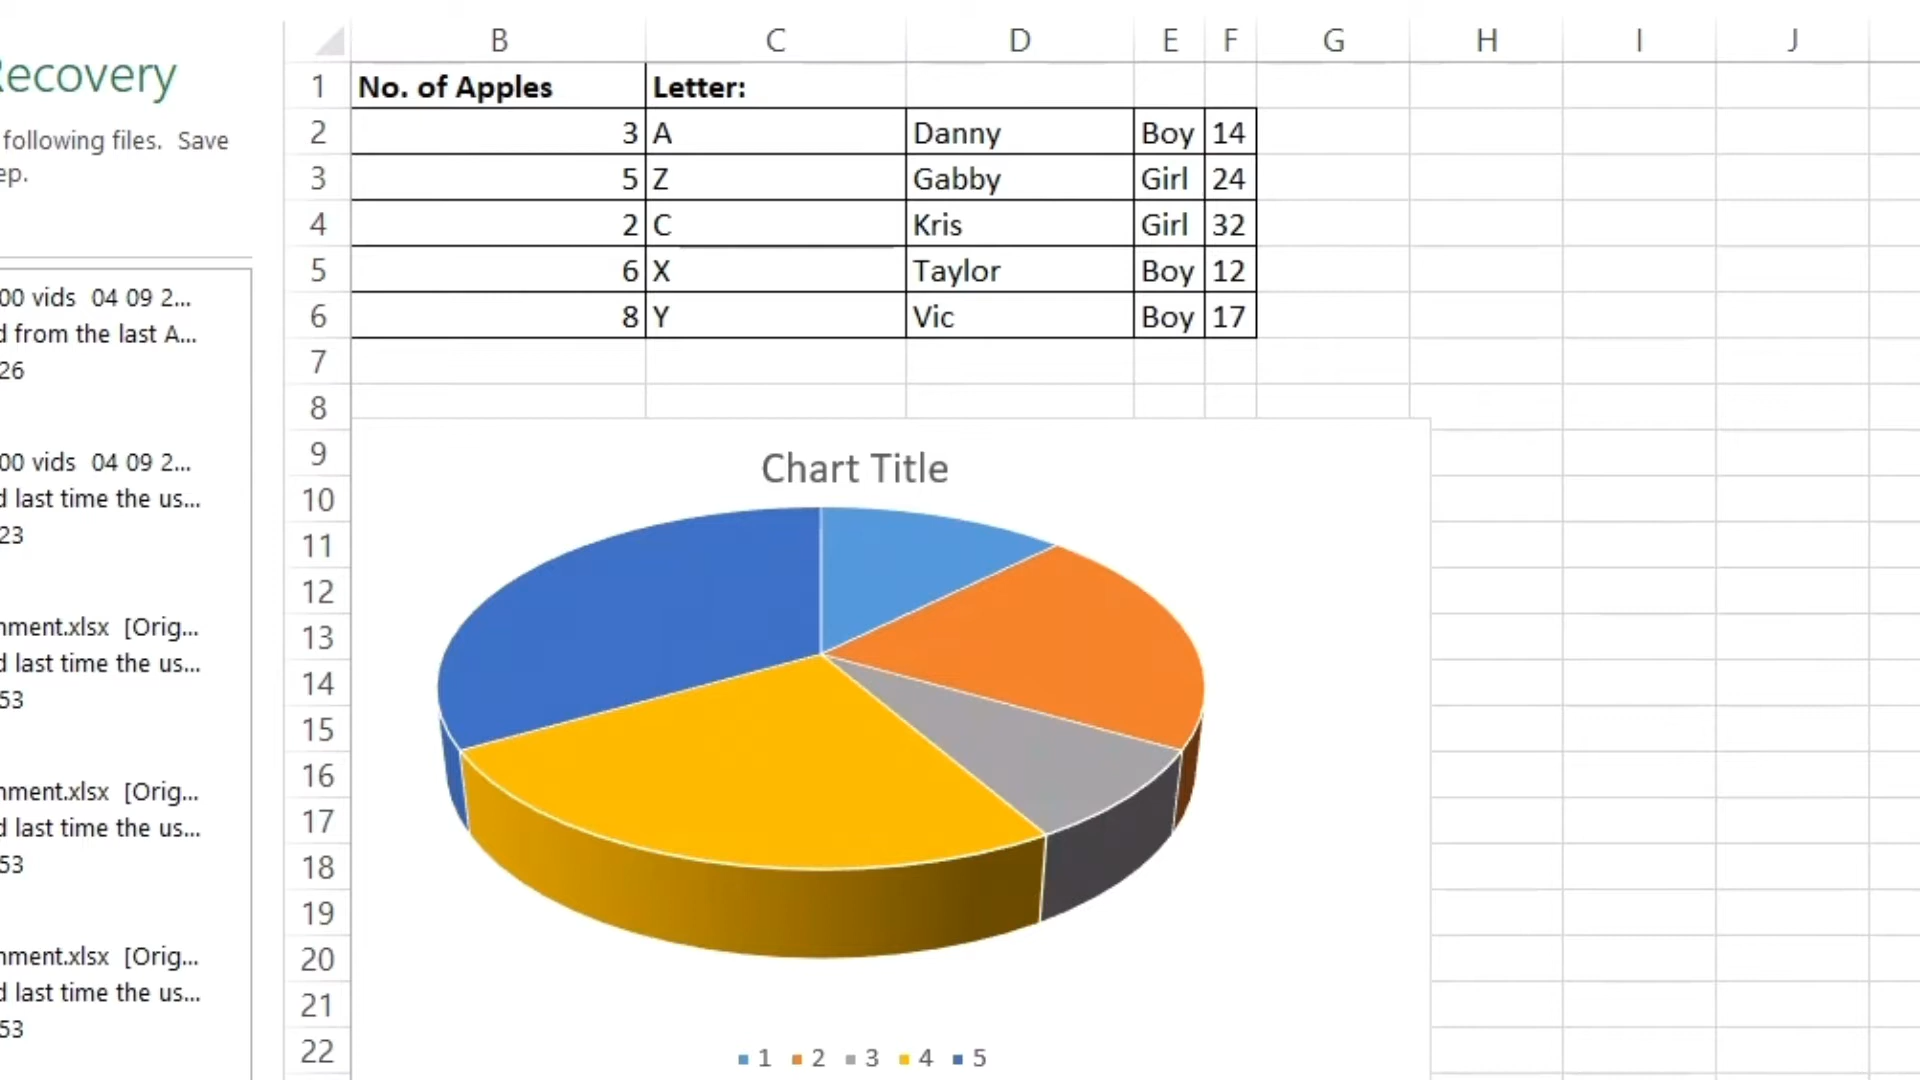 Recovery
following files. Save
ep.
00 vids 04 09 2...
d from the last A...
26
00 vids 04 09 2...
d last time the us...
23
nment.xlsx [Orig...
d last time the us...
53
nment.xlsx [Orig...
d last time the us...
53
nment.xlsx [Orig...
d last time the us...
53
B C D E F G H I J
1 No. of Apples Letter:
2 3 A Danny Boy 14
3 5 Z Gabby Girl 24
4 2 C Kris Girl 32
5 6 X Taylor Boy 12
6 8 Y Vic Boy 17
7
8
9
10
11
12
13
14
15
16
17
18
19
20
21
22
Chart Title
1 2 3 4 5